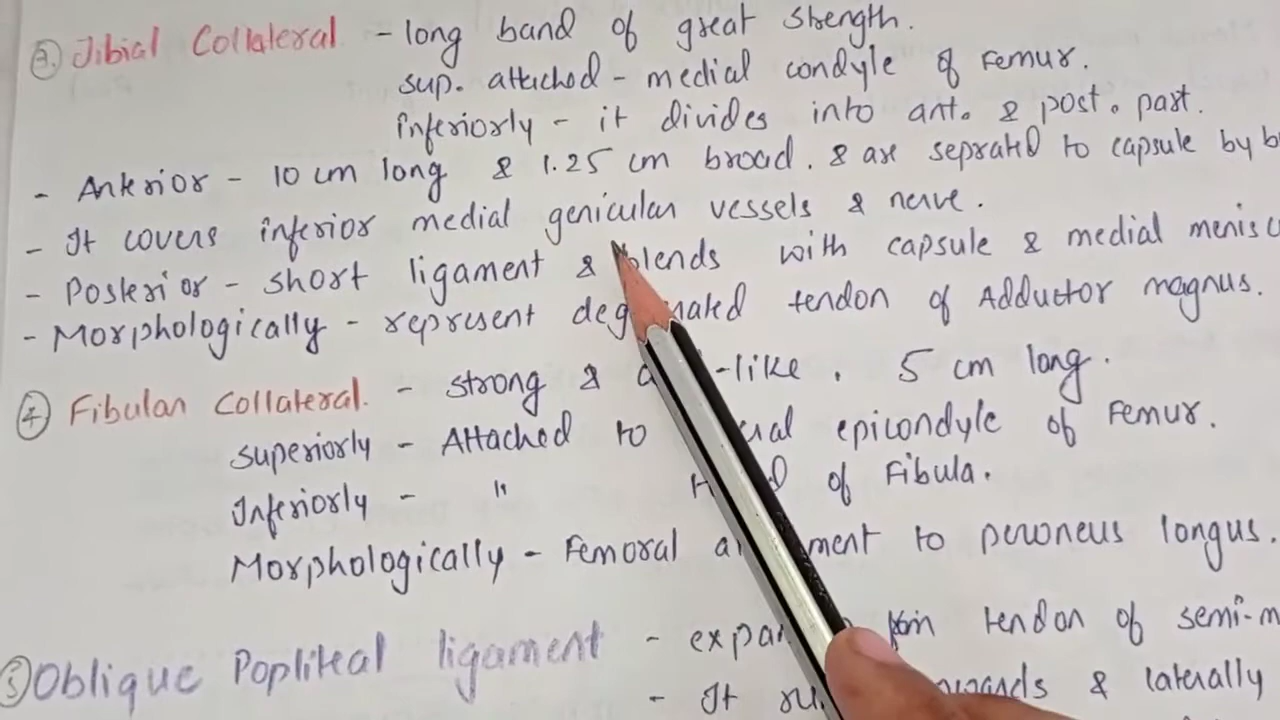 3. Tibial Collateral - long band of great strength.
sup. attached - medial condyle of Femur.
inferiorly - it divides into ant. & post. part.
- Anterior - 10 cm long & 1.25 cm broad. & are seprated to capsule by
- It covers inferior medial genicular vessels & nerve.
- Posterior - short ligament & blends with capsule & medial
- Morphologically - represent tendon of Adductor magnus.
4 Fibular Collateral. - strong & -like. 5 cm long.
superiorly - Attached to epicondyle of Femur.
Inferiorly - " of Fibula.
Morphologically - Femoral to peroneus longus.
5 Oblique Popliteal ligament - tendon of
- It & laterally